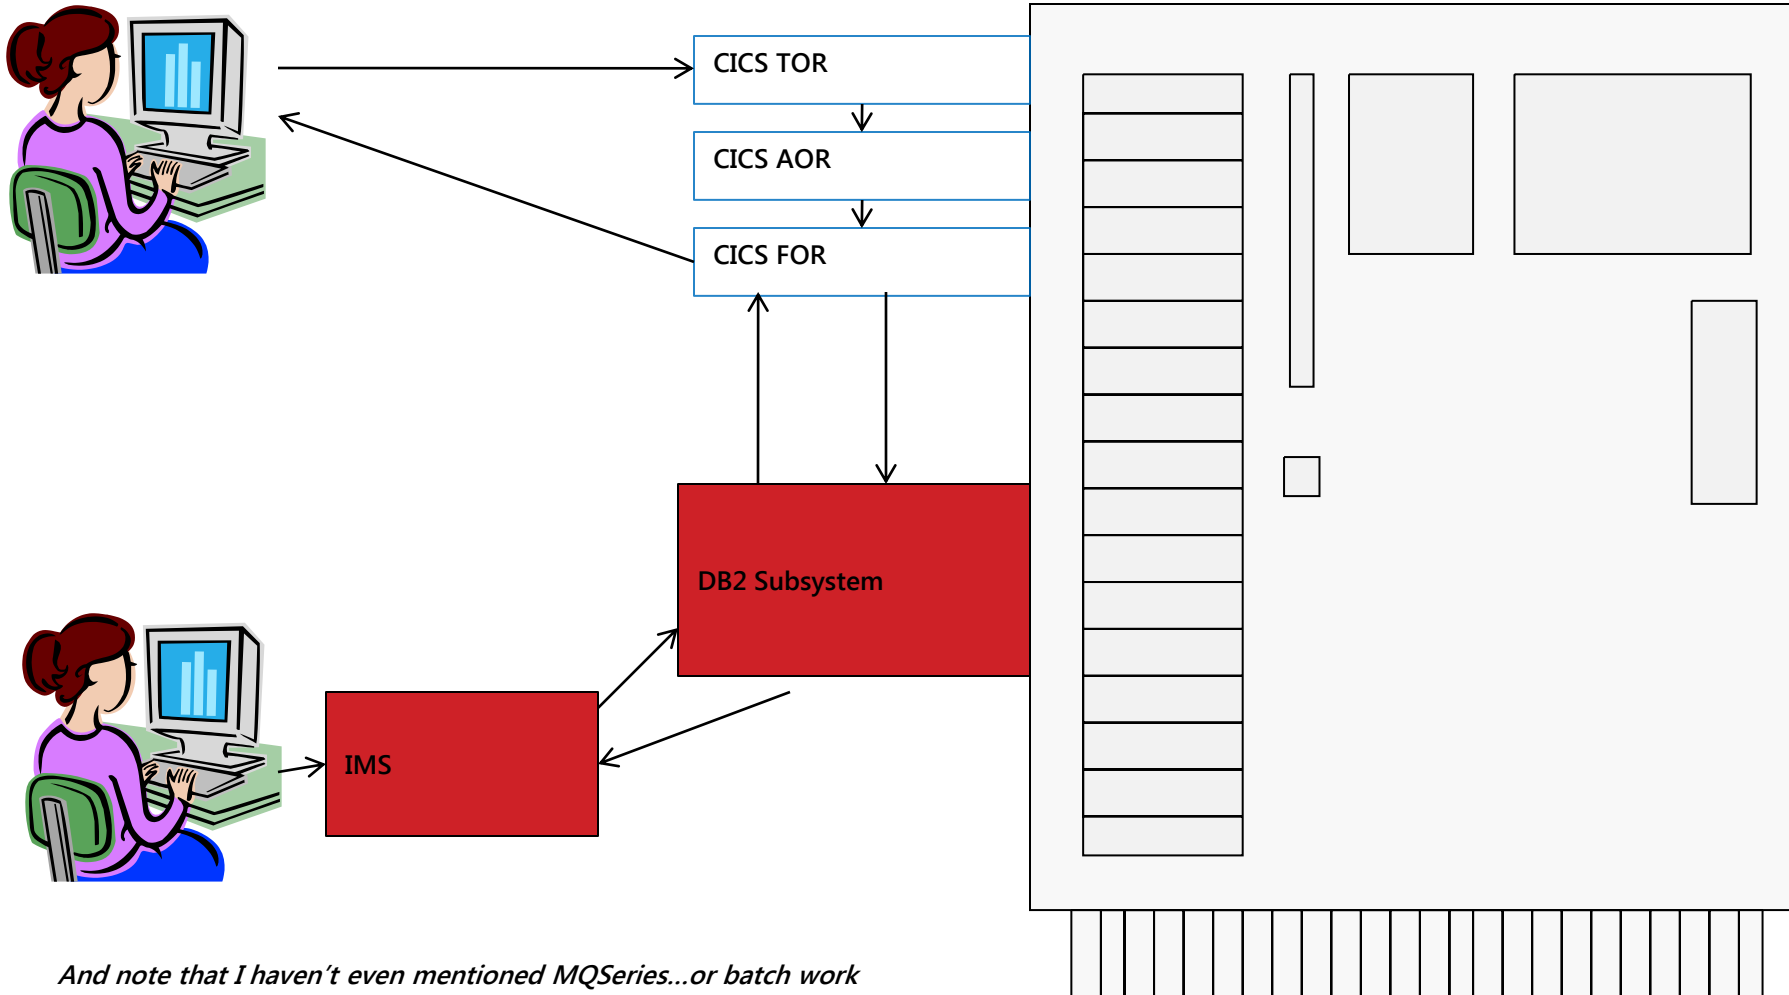 CICS TOR
CICS AOR
CICS FOR
DB2 Subsystem
IMS
And note that I haven’t even mentioned MQSeries...or batch work